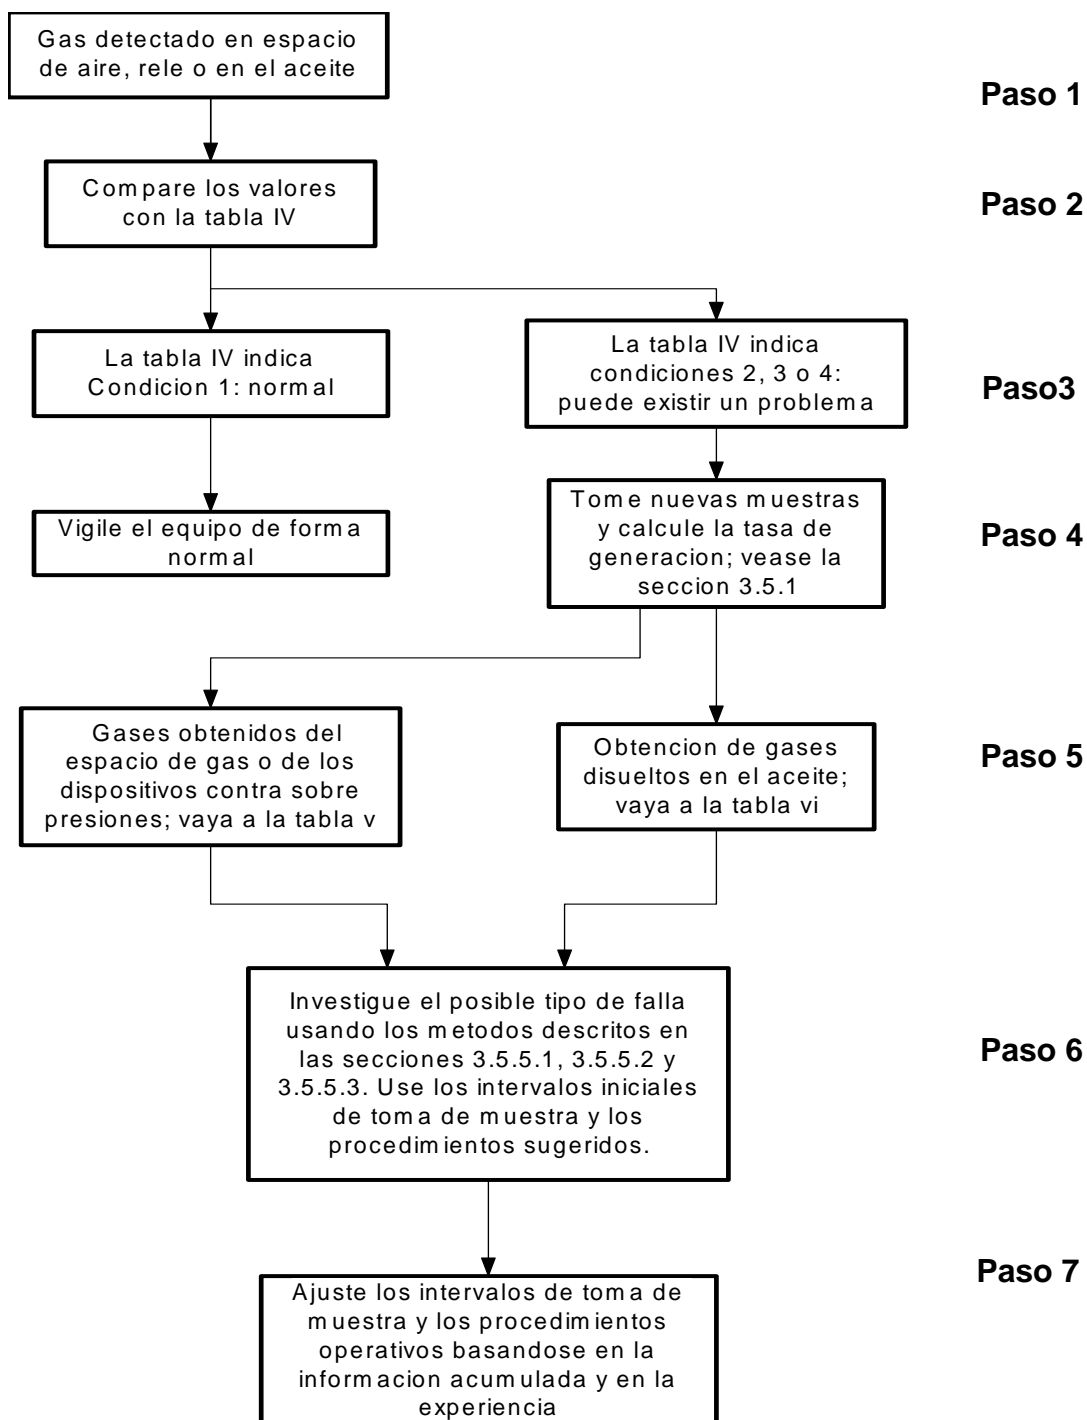 Gas detectado en espacio
de aire, rele o en el aceite
Paso 1
Compare los valores
con la tabla IV
Paso 2
La tabla IV indica
Condicion 1: normal
La tabla IV indica
condiciones 2, 3 o 4:
puede existir un problema
Paso3
Vigile el equipo de forma
normal
Tome nuevas muestras
y calcule la tasa de
generacion; vease la
seccion 3.5.1
Paso 4
Gases obtenidos del
espacio de gas o de los
dispositivos contra sobre
presiones; vaya a la tabla v
Obtencion de gases
disueltos en el aceite;
vaya a la tabla vi
Paso 5
Investigue el posible tipo de falla
usando los metodos descritos en
las secciones 3.5.5.1, 3.5.5.2 y
3.5.5.3. Use los intervalos iniciales
de toma de muestra y los
procedimientos sugeridos.
Paso 6
Ajuste los intervalos de toma de
muestra y los procedimientos
operativos basandose en la
informacion acumulada y en la
experiencia
Paso 7